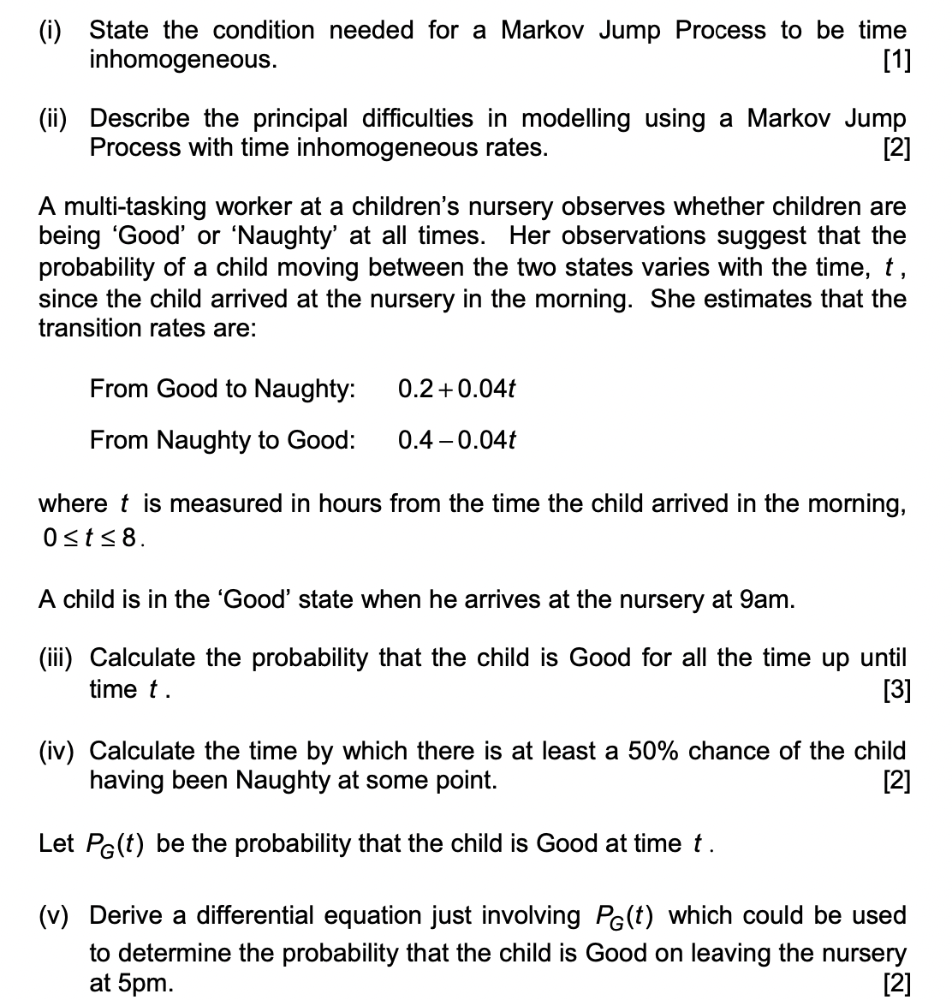 (i) State the condition needed for a Markov Jump Process to be time
inhomogeneous. [1]
(ii) Describe the principal difficulties in modelling using a Markov Jump
Process with time inhomogeneous rates. [2]
A multi-tasking worker at a children's nursery observes whether children are
being 'Good' or 'Naughty' at all times. Her observations suggest that the
probability of a child moving between the two states varies with the time, t ,
since the child arrived at the nursery in the morning. She estimates that the
transition rates are:
From Good to Naughty: 0.2 + 0.04t
From Naughty to Good: 0.4 – 0.04t
where t is measured in hours from the time the child arrived in the morning,
0 ≤ t ≤ 8 .
A child is in the 'Good' state when he arrives at the nursery at 9am.
(iii) Calculate the probability that the child is Good for all the time up until
time t . [3]
(iv) Calculate the time by which there is at least a 50% chance of the child
having been Naughty at some point. [2]
Let P_G(t) be the probability that the child is Good at time t .
(v) Derive a differential equation just involving P_G(t) which could be used
to determine the probability that the child is Good on leaving the nursery
at 5pm. [2]